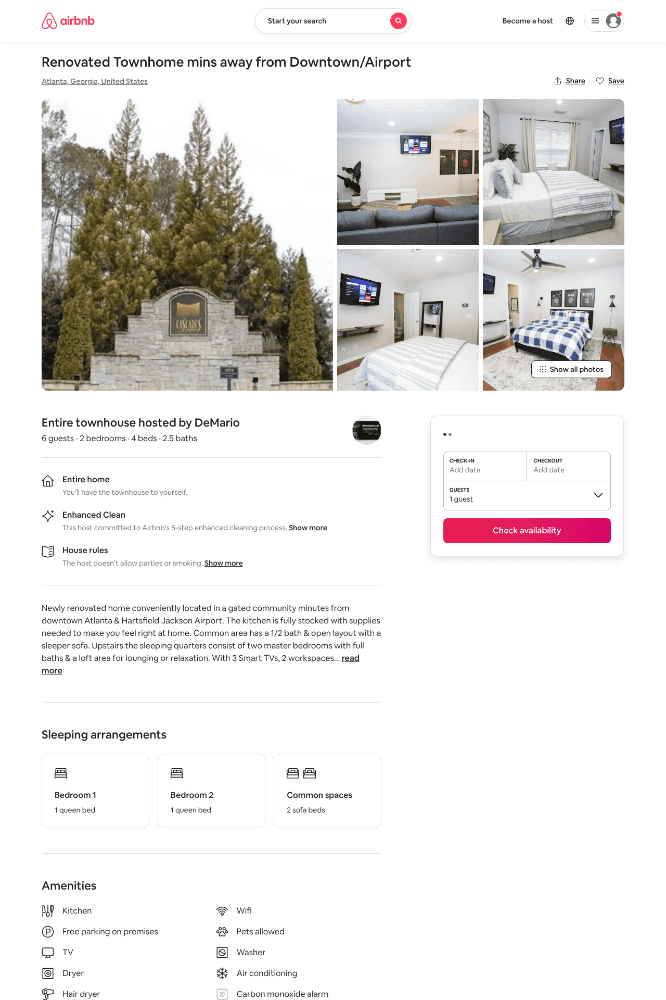 airbnb
Start your search
Become a host
Renovated Townhome mins away from Downtown/Airport
Atlanta, Georgia, United States
Share
Save
CASCADES
HUSTLE
GRIND
EXECUTE
Show all photos
Entire townhouse hosted by DeMario
6 guests · 2 bedrooms · 4 beds · 2.5 baths
CHECK-IN
Add date
CHECKOUT
Add date
GUESTS
1 guest
Check availability
Entire home
You’ll have the townhouse to yourself.
Enhanced Clean
This host committed to Airbnb's 5-step enhanced cleaning process. Show more
House rules
The host doesn’t allow parties or smoking. Show more
Newly renovated home conveniently located in a gated community minutes from
downtown Atlanta & Hartsfield Jackson Airport. The kitchen is fully stocked with supplies
needed to make you feel right at home. Common area has a 1/2 bath & open layout with a
sleeper sofa. Upstairs the sleeping quarters consist of two master bedrooms with full
baths & a loft area for lounging or relaxation. With 3 Smart TVs, 2 workspaces… read
more
Sleeping arrangements
Bedroom 1
1 queen bed
Bedroom 2
1 queen bed
Common spaces
2 sofa beds
Amenities
Kitchen
Wifi
Free parking on premises
Pets allowed
TV
Washer
Dryer
Air conditioning
Hair dryer
Carbon monoxide alarm